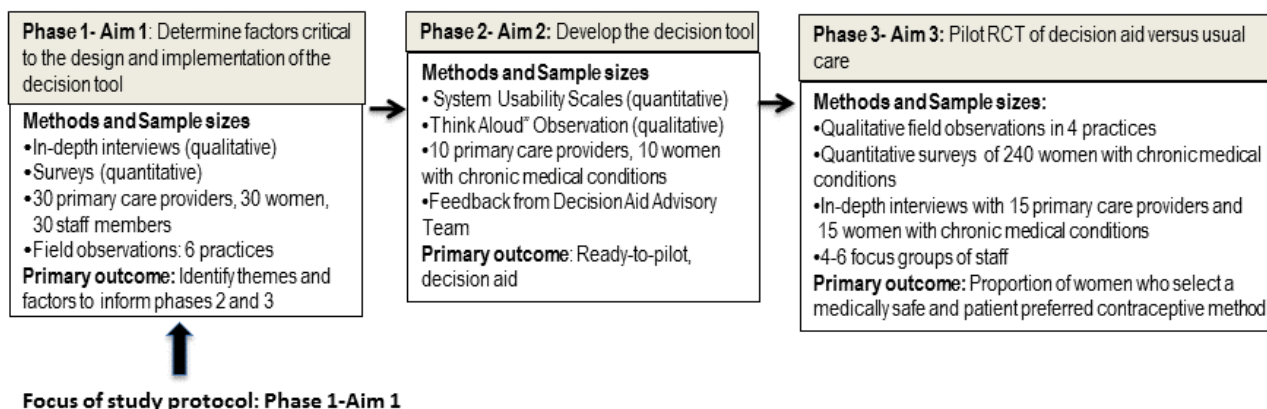 Phase 1- Aim 1: Determine factors critical
to the design and implementation of the
decision tool
Methods and Sample sizes
•In-depth interviews (qualitative)
•Surveys (quantitative)
•30 primary care providers, 30 women,
30 staff members
•Field observations: 6 practices
Primary outcome: Identify themes and
factors to inform phases 2 and 3
Phase 2- Aim 2: Develop the decision tool
Methods and Sample sizes
• System Usability Scales (quantitative)
•Think Aloud" Observation (qualitative)
•10 primary care providers, 10 women
with chronic medical conditions
•Feedback from Decision Aid Advisory
Team
Primary outcome: Ready-to-pilot,
decision aid
Phase 3- Aim 3: Pilot RCT of decision aid versus usual
care
Methods and Sample sizes:
•Qualitative field observations in 4 practices
•Quantitative surveys of 240 women with chronic medical
conditions
•In-depth interviews with 15 primary care providers and
15 women with chronic medical conditions
•4-6 focus groups of staff
Primary outcome: Proportion of women who select a
medically safe and patient preferred contraceptive method
Focus of study protocol: Phase 1-Aim 1